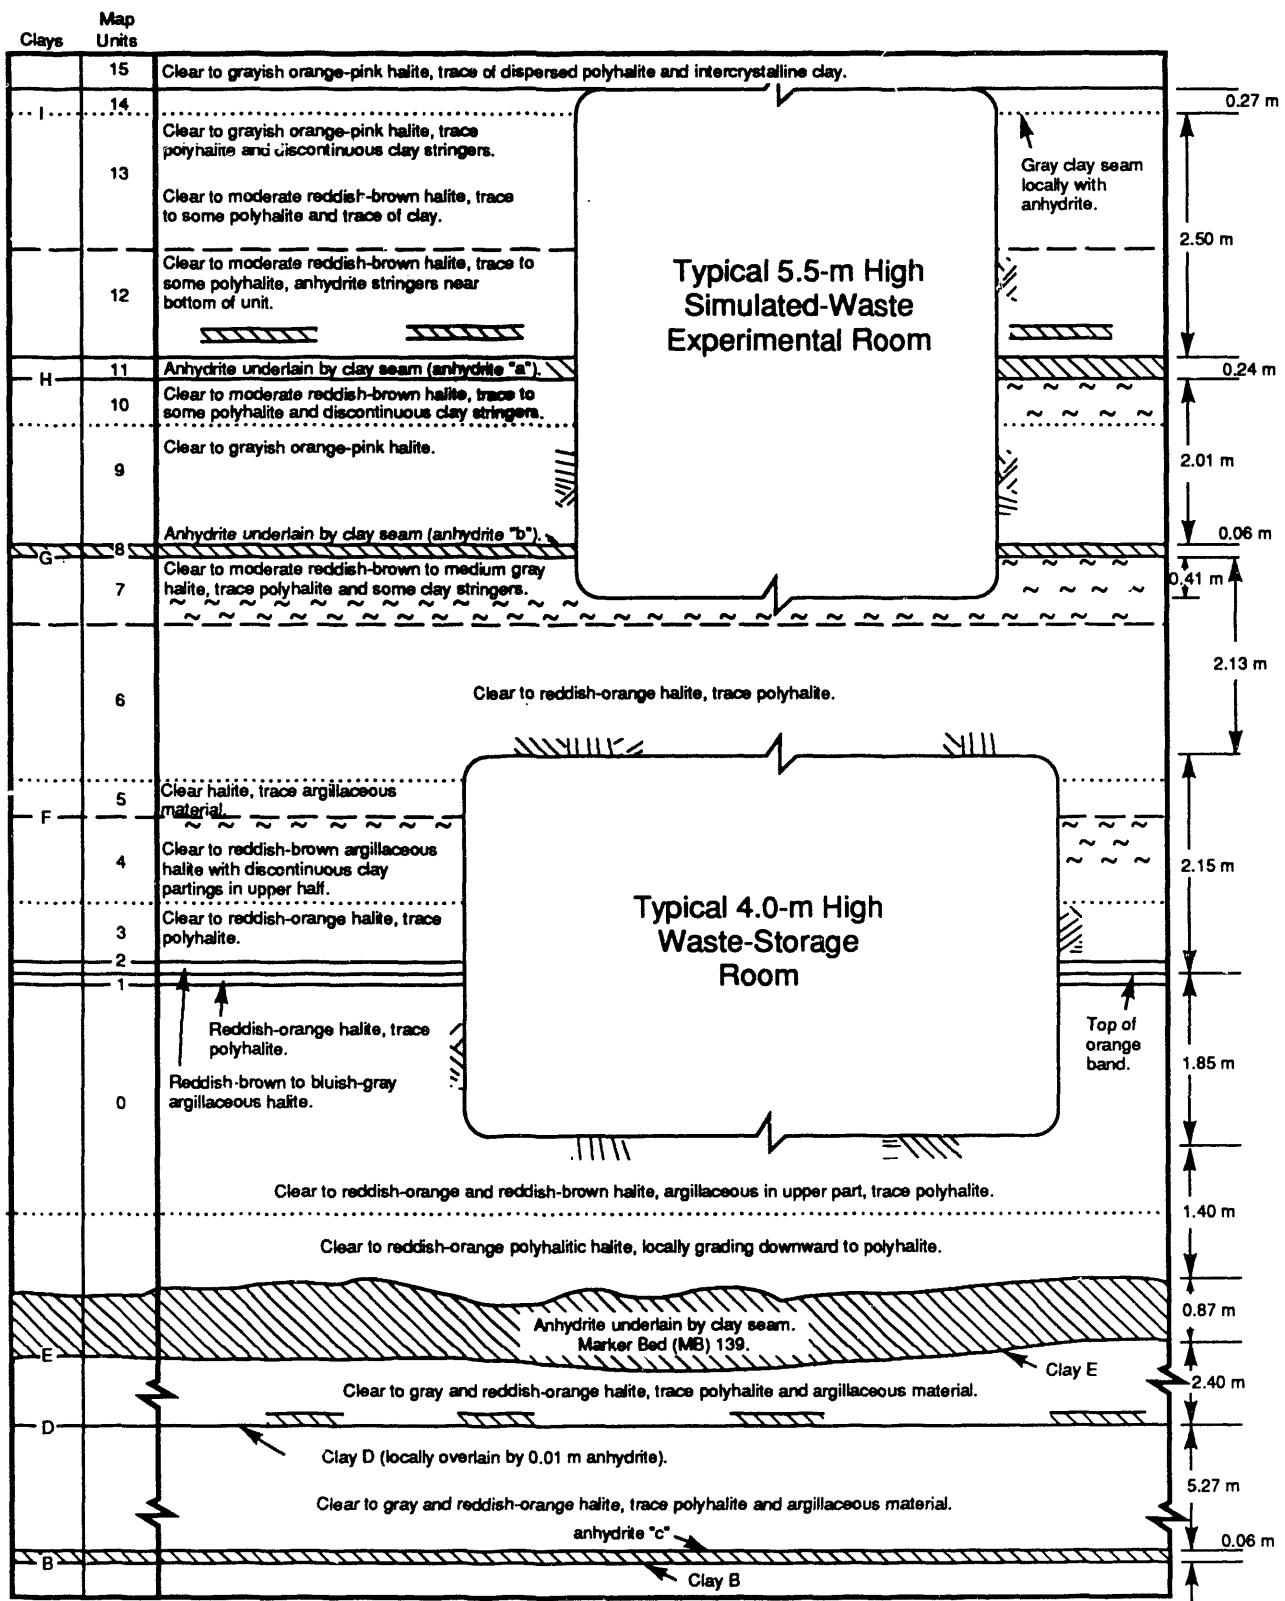 Clays
Map
Units
15
Clear to grayish orange-pink halite, trace of dispersed polyhalite and intercrystalline clay.
14
0.27 m
I
Clear to grayish orange-pink halite, trace
polyhalite and discontinuous clay stringers.
13
Gray clay seam
locally with
anhydrite.
Clear to moderate reddish-brown halite, trace
to some polyhalite and trace of clay.
2.50 m
Clear to moderate reddish-brown halite, trace to
some polyhalite, anhydrite stringers near
bottom of unit.
12
Typical 5.5-m High
Simulated-Waste
Experimental Room
11
Anhydrite underlain by clay seam (anhydrite "a").
0.24 m
H
10
Clear to moderate reddish-brown halite, trace to
some polyhalite and discontinuous clay stringers.
Clear to grayish orange-pink halite.
9
2.01 m
Anhydrite underlain by clay seam (anhydrite "b").
0.06 m
G
8
Clear to moderate reddish-brown to medium gray
halite, trace polyhalite and some clay stringers.
7
0.41 m
2.13 m
6
Clear to reddish-orange halite, trace polyhalite.
5
Clear halite, trace argillaceous
material.
F
4
Clear to reddish-brown argillaceous
halite with discontinuous clay
partings in upper half.
2.15 m
3
Clear to reddish-orange halite, trace
polyhalite.
Typical 4.0-m High
Waste-Storage
Room
2
1
Reddish-orange halite, trace
polyhalite.
Top of
orange
band.
1.85 m
Reddish-brown to bluish-gray
argillaceous halite.
0
Clear to reddish-orange and reddish-brown halite, argillaceous in upper part, trace polyhalite.
1.40 m
Clear to reddish-orange polyhalitic halite, locally grading downward to polyhalite.
Anhydrite underlain by clay seam.
Marker Bed (MB) 139.
0.87 m
E
Clay E
Clear to gray and reddish-orange halite, trace polyhalite and argillaceous material.
2.40 m
D
Clay D (locally overlain by 0.01 m anhydrite).
5.27 m
Clear to gray and reddish-orange halite, trace polyhalite and argillaceous material.
anhydrite "c"
0.06 m
B
Clay B